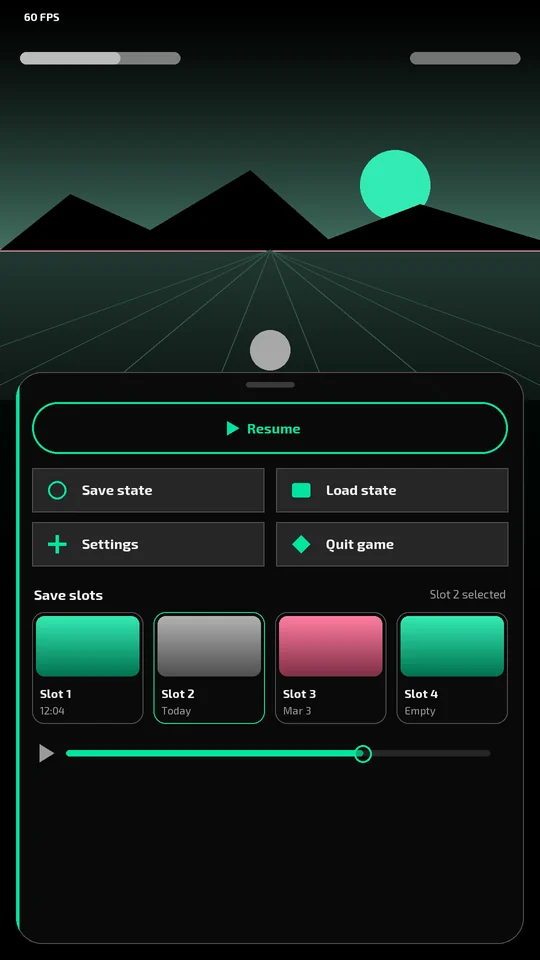 60 FPS
Resume
Save state
Load state
Settings
Quit game
Save slots
Slot 2 selected
Slot 1
12:04
Slot 2
Today
Slot 3
Mar 3
Slot 4
Empty